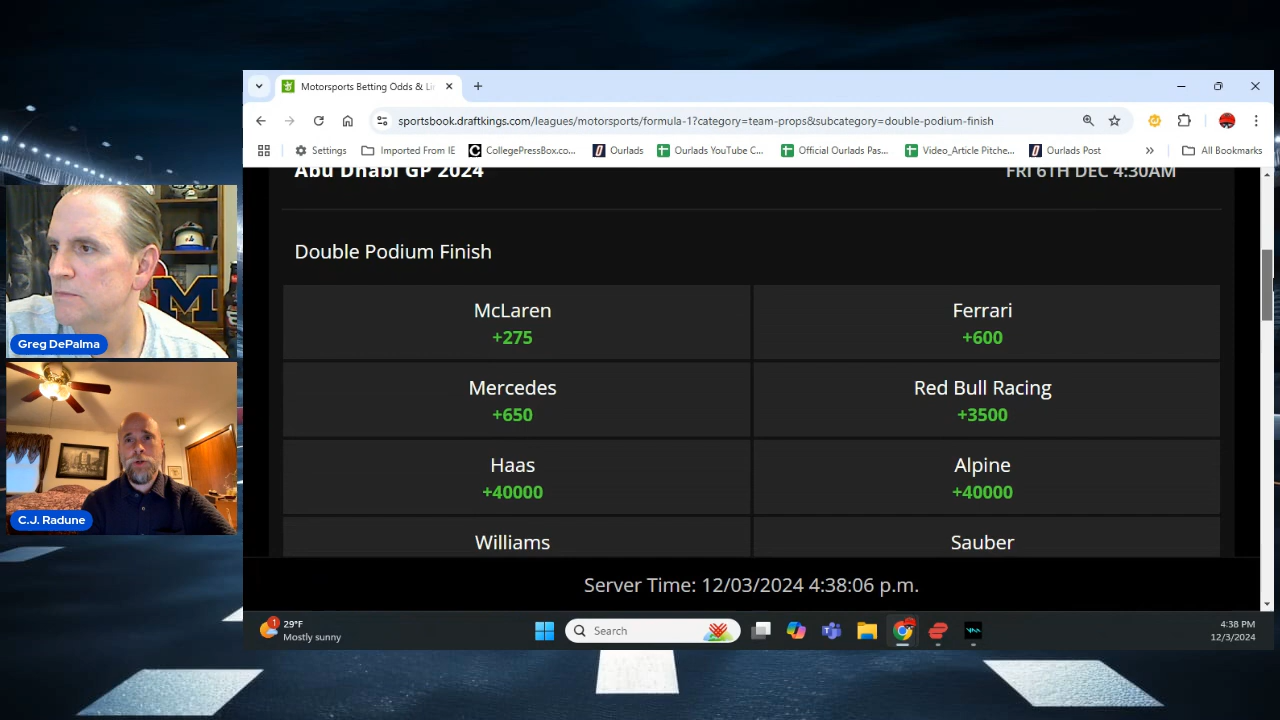 Motorsports Betting Odds & Li
sportsbook.draftkings.com/leagues/motorsports/formula-1?category=team-props&subcategory=double-podium-finish
Settings
Imported From IE
CollegePressBox.co...
Ourlads
Ourlads YouTube C...
Official Ourlads Pas...
Video_Article Pitche...
Ourlads Post
All Bookmarks
Abu Dhabi GP 2024
FRI 6TH DEC 4:30AM
Double Podium Finish
McLaren
+275
Ferrari
+600
Mercedes
+650
Red Bull Racing
+3500
Haas
+40000
Alpine
+40000
Williams
Sauber
Server Time: 12/03/2024 4:38:06 p.m.
M
Greg DePalma
C.J. Radune
1
29°F
Mostly sunny
Search
4:38 PM
12/3/2024